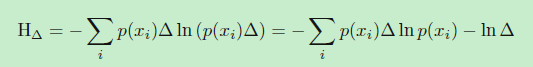 H_Δ = −∑_i p(x_i)Δ ln (p(x_i)Δ) = −∑_i p(x_i)Δ ln p(x_i) − ln Δ